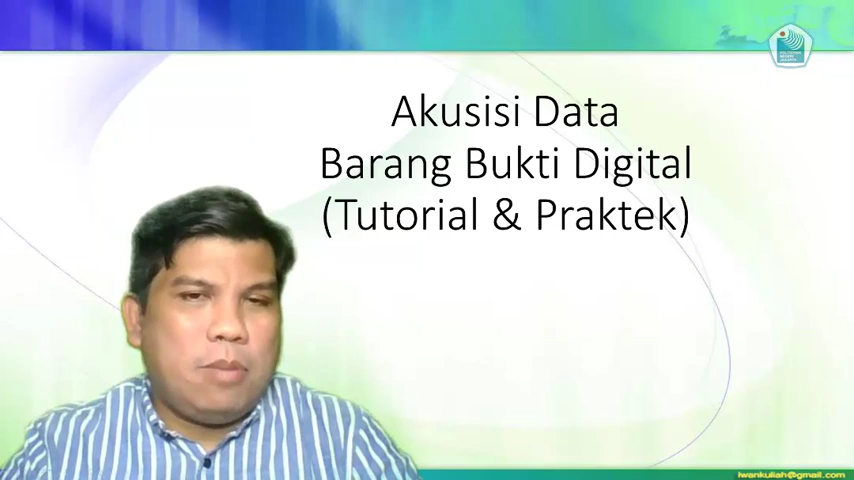 Akusisi Data
Barang Bukti Digital
(Tutorial & Praktek)
iwankuliah@gmail.com